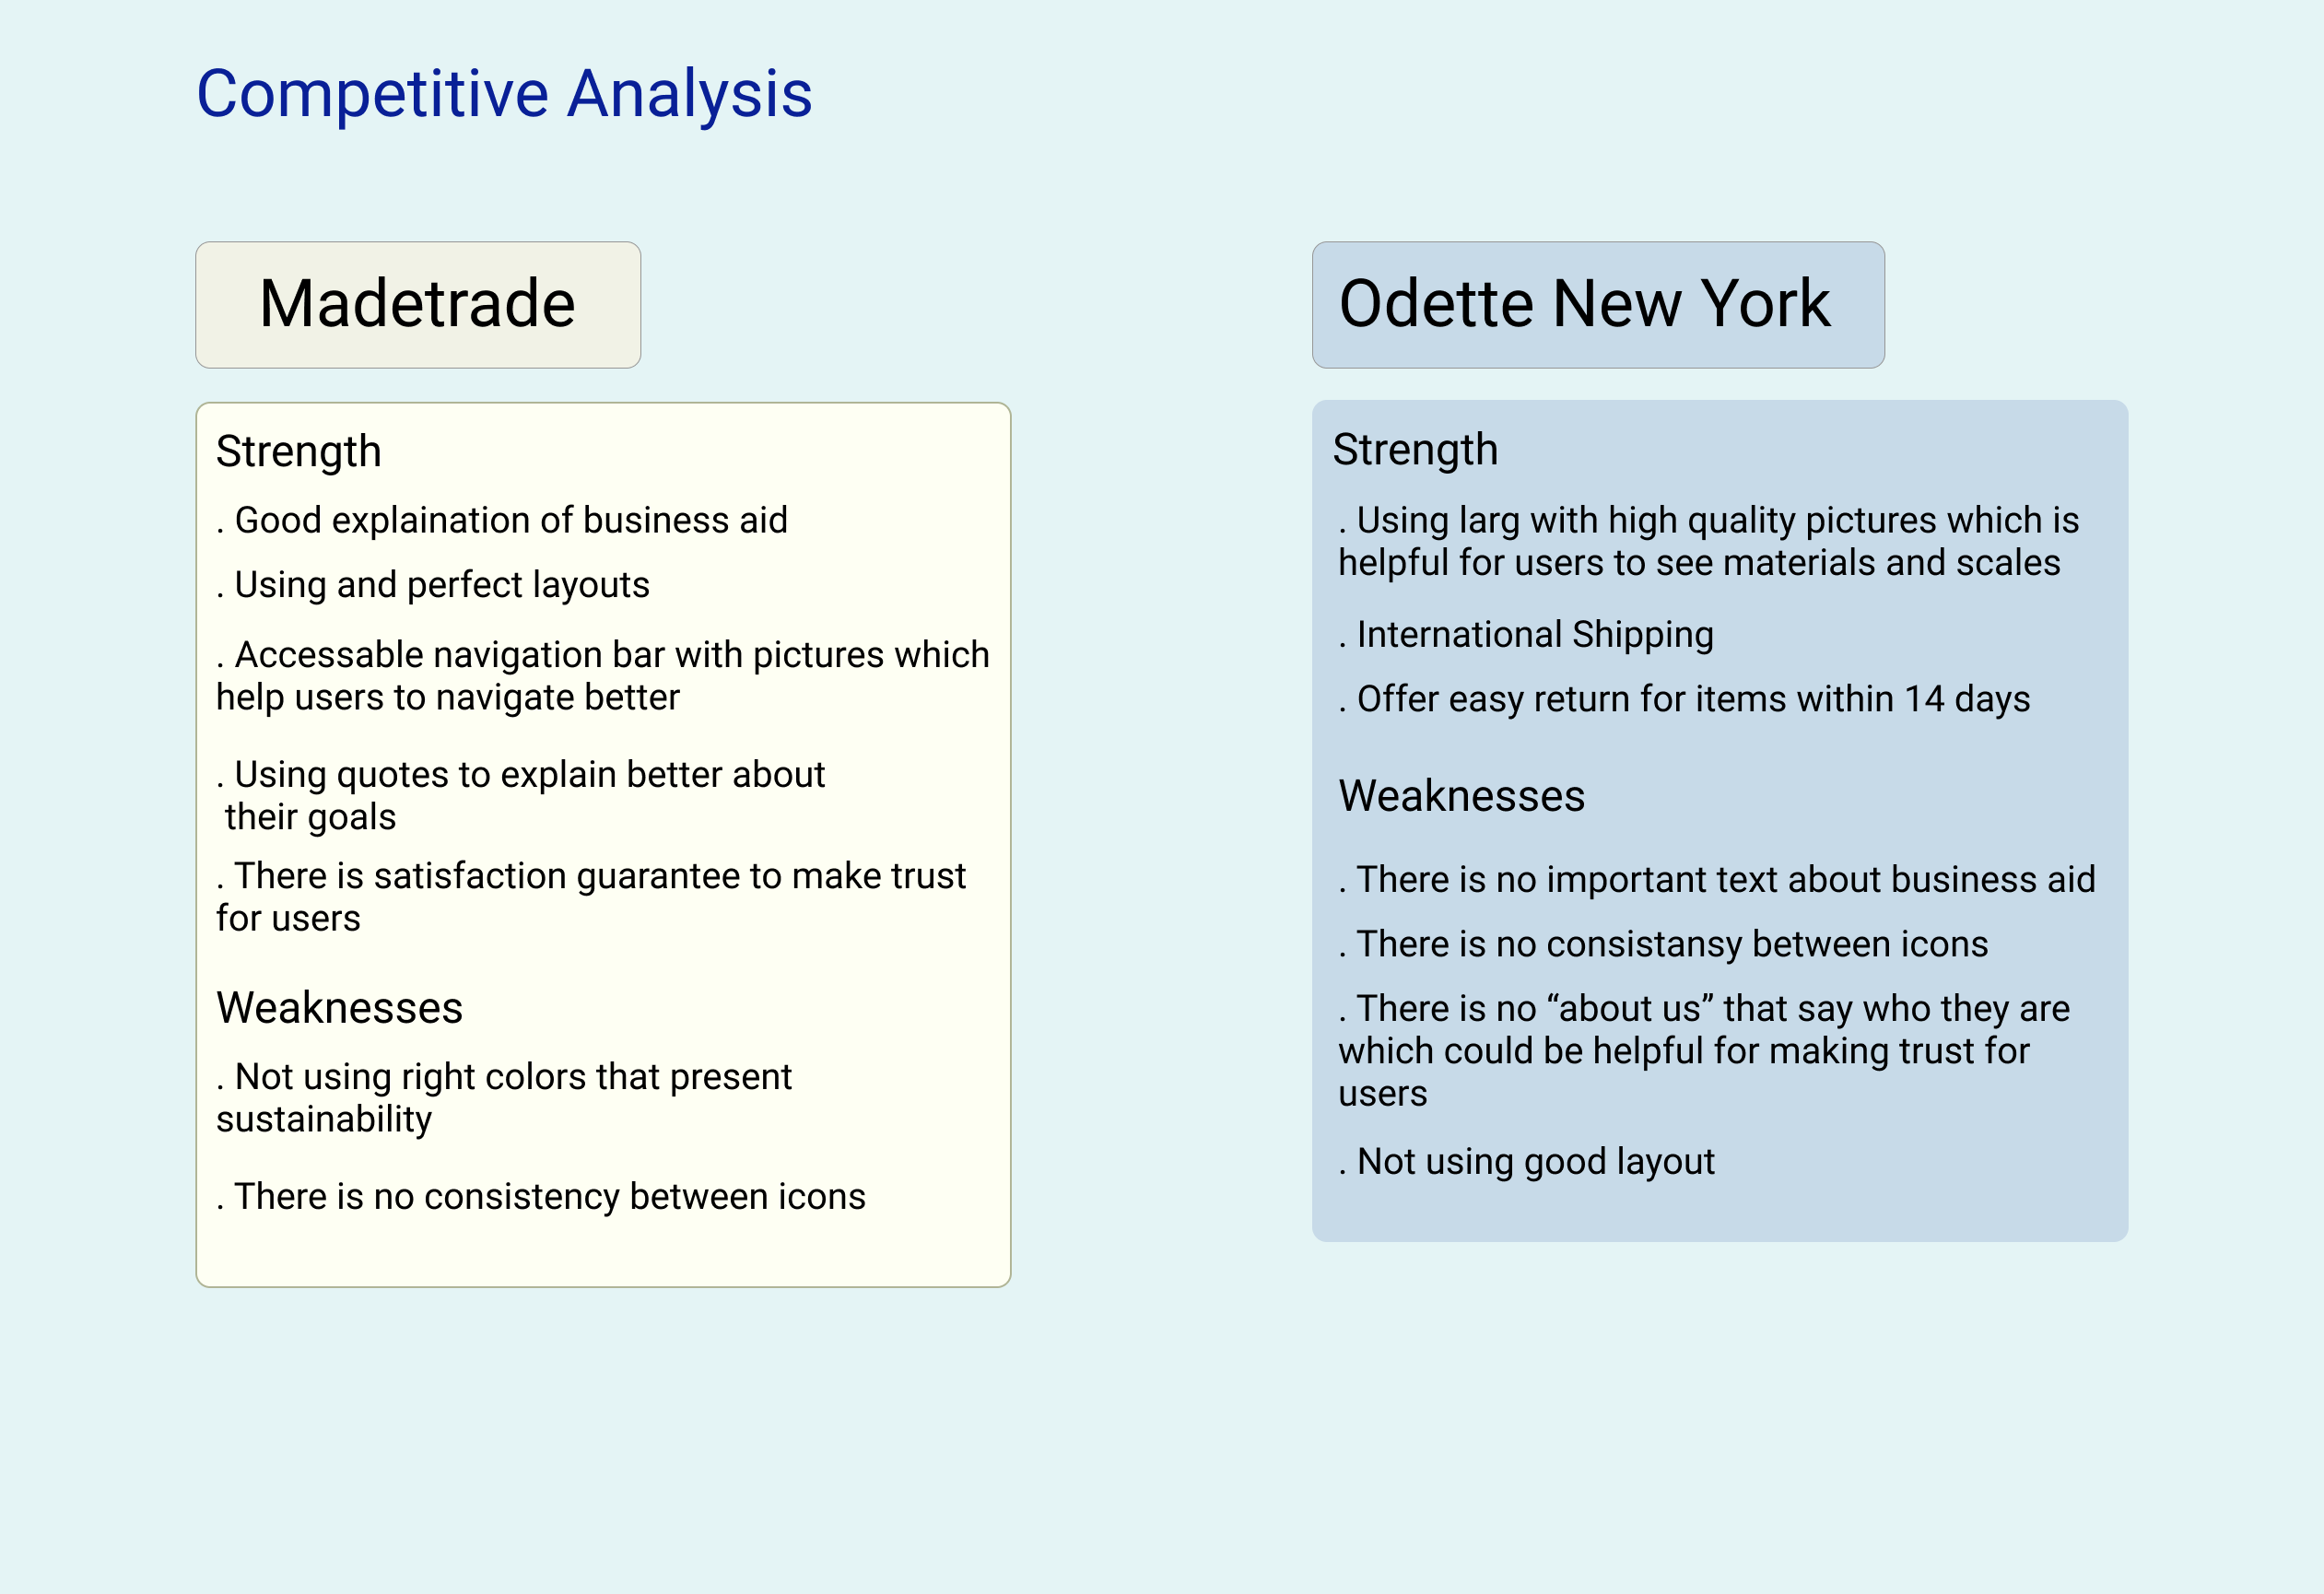 Competitive Analysis
Madetrade
Strength
. Good explaination of business aid
. Using and perfect layouts
. Accessable navigation bar with pictures which
help users to navigate better
. Using quotes to explain better about
their goals
. There is satisfaction guarantee to make trust
for users
Weaknesses
. Not using right colors that present
sustainability
. There is no consistency between icons
Odette New York
Strength
. Using larg with high quality pictures which is
helpful for users to see materials and scales
. International Shipping
. Offer easy return for items within 14 days
Weaknesses
. There is no important text about business aid
. There is no consistansy between icons
. There is no “about us” that say who they are
which could be helpful for making trust for
users
. Not using good layout